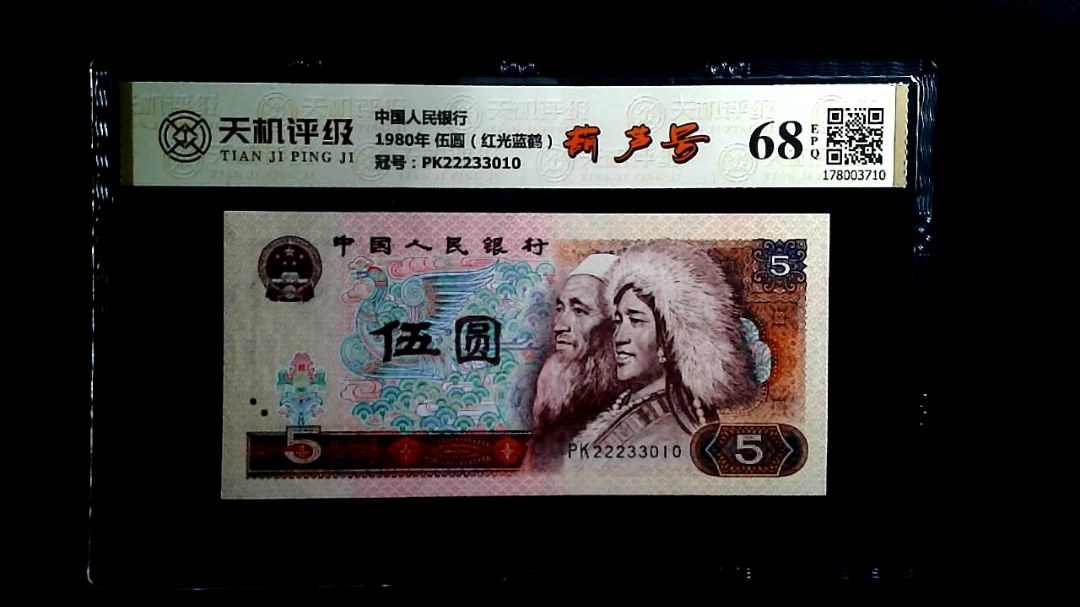 天机评级
TIAN JI PING JI
中国人民银行
1980年 伍圆（红光蓝鹤）
冠号：PK22233010
葫芦号
68
EPQ
178003710
中国人民银行
5
伍圆
5
PK22233010
5